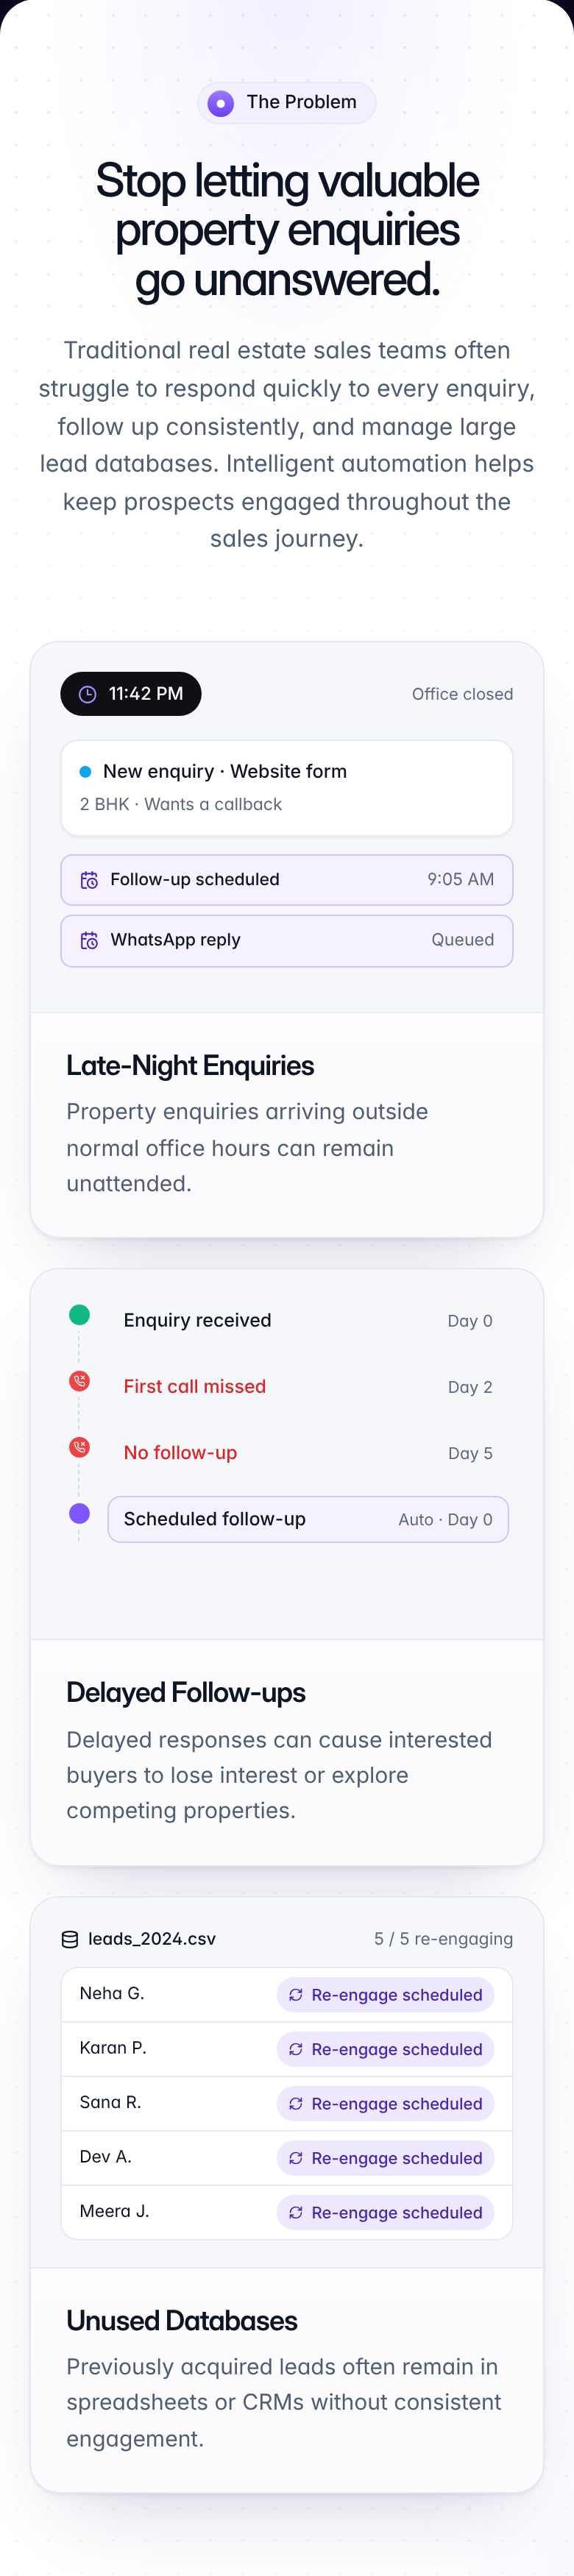 The Problem
Stop letting valuable
property enquiries
go unanswered.
Traditional real estate sales teams often
struggle to respond quickly to every enquiry,
follow up consistently, and manage large
lead databases. Intelligent automation helps
keep prospects engaged throughout the
sales journey.
11:42 PM Office closed
New enquiry · Website form
2 BHK · Wants a callback
Follow-up scheduled 9:05 AM
WhatsApp reply Queued
Late-Night Enquiries
Property enquiries arriving outside
normal office hours can remain
unattended.
Enquiry received Day 0
First call missed Day 2
No follow-up Day 5
Scheduled follow-up Auto · Day 0
Delayed Follow-ups
Delayed responses can cause interested
buyers to lose interest or explore
competing properties.
leads_2024.csv 5 / 5 re-engaging
Neha G. Re-engage scheduled
Karan P. Re-engage scheduled
Sana R. Re-engage scheduled
Dev A. Re-engage scheduled
Meera J. Re-engage scheduled
Unused Databases
Previously acquired leads often remain in
spreadsheets or CRMs without consistent
engagement.